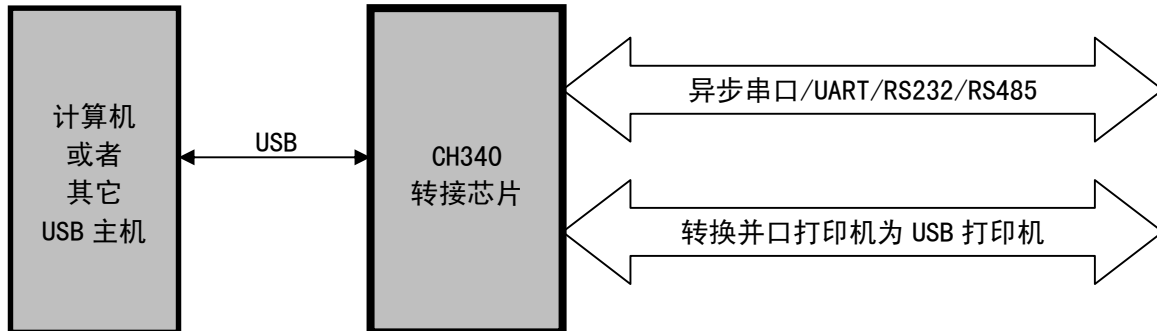 计算机
或者
其它
USB 主机
USB
CH340
转接芯片
异步串口/UART/RS232/RS485
转换并口打印机为 USB 打印机